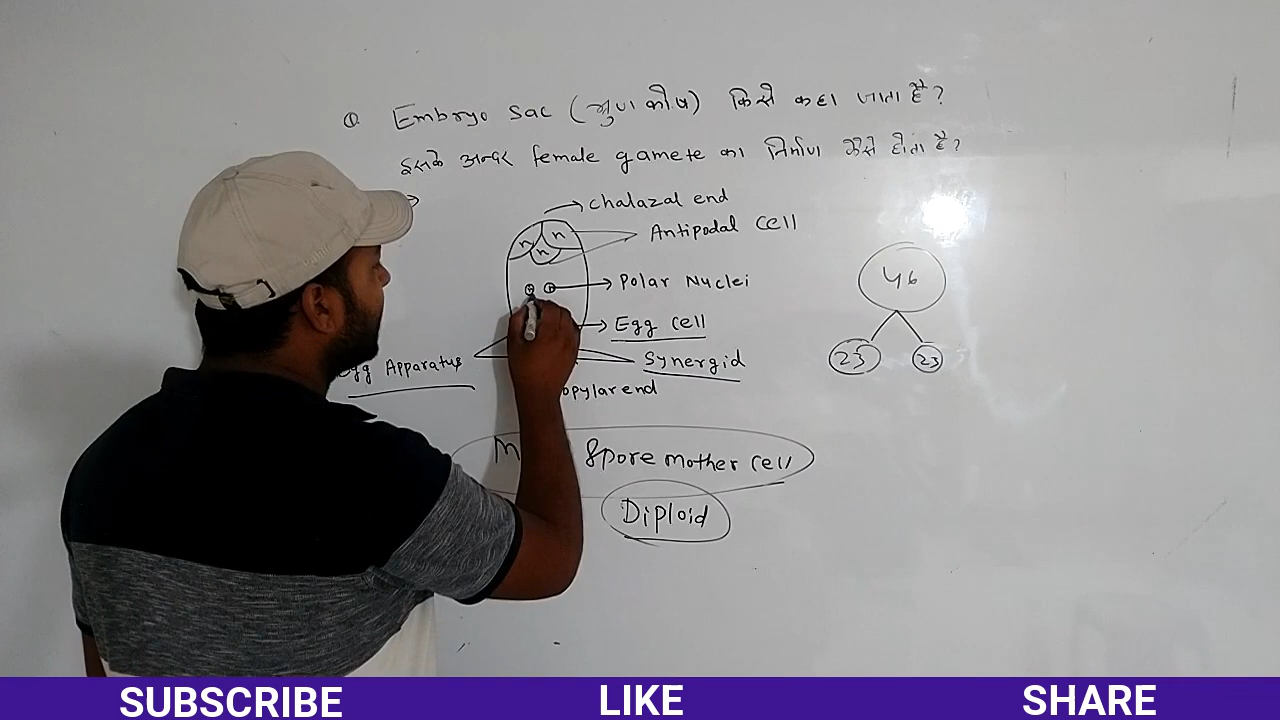 Q Embryo sac (भ्रुण कोष) किसे कहा जाता है?
इसके अन्दर female gamete का निर्माण कैसे होता है?
chalazal end
Antipodal cell
n n
n
Polar Nuclei
n n
46
Egg cell
23 23
Egg Apparatus
Synergid
opylar end
M Spore mother cell
Diploid
SUBSCRIBE LIKE SHARE